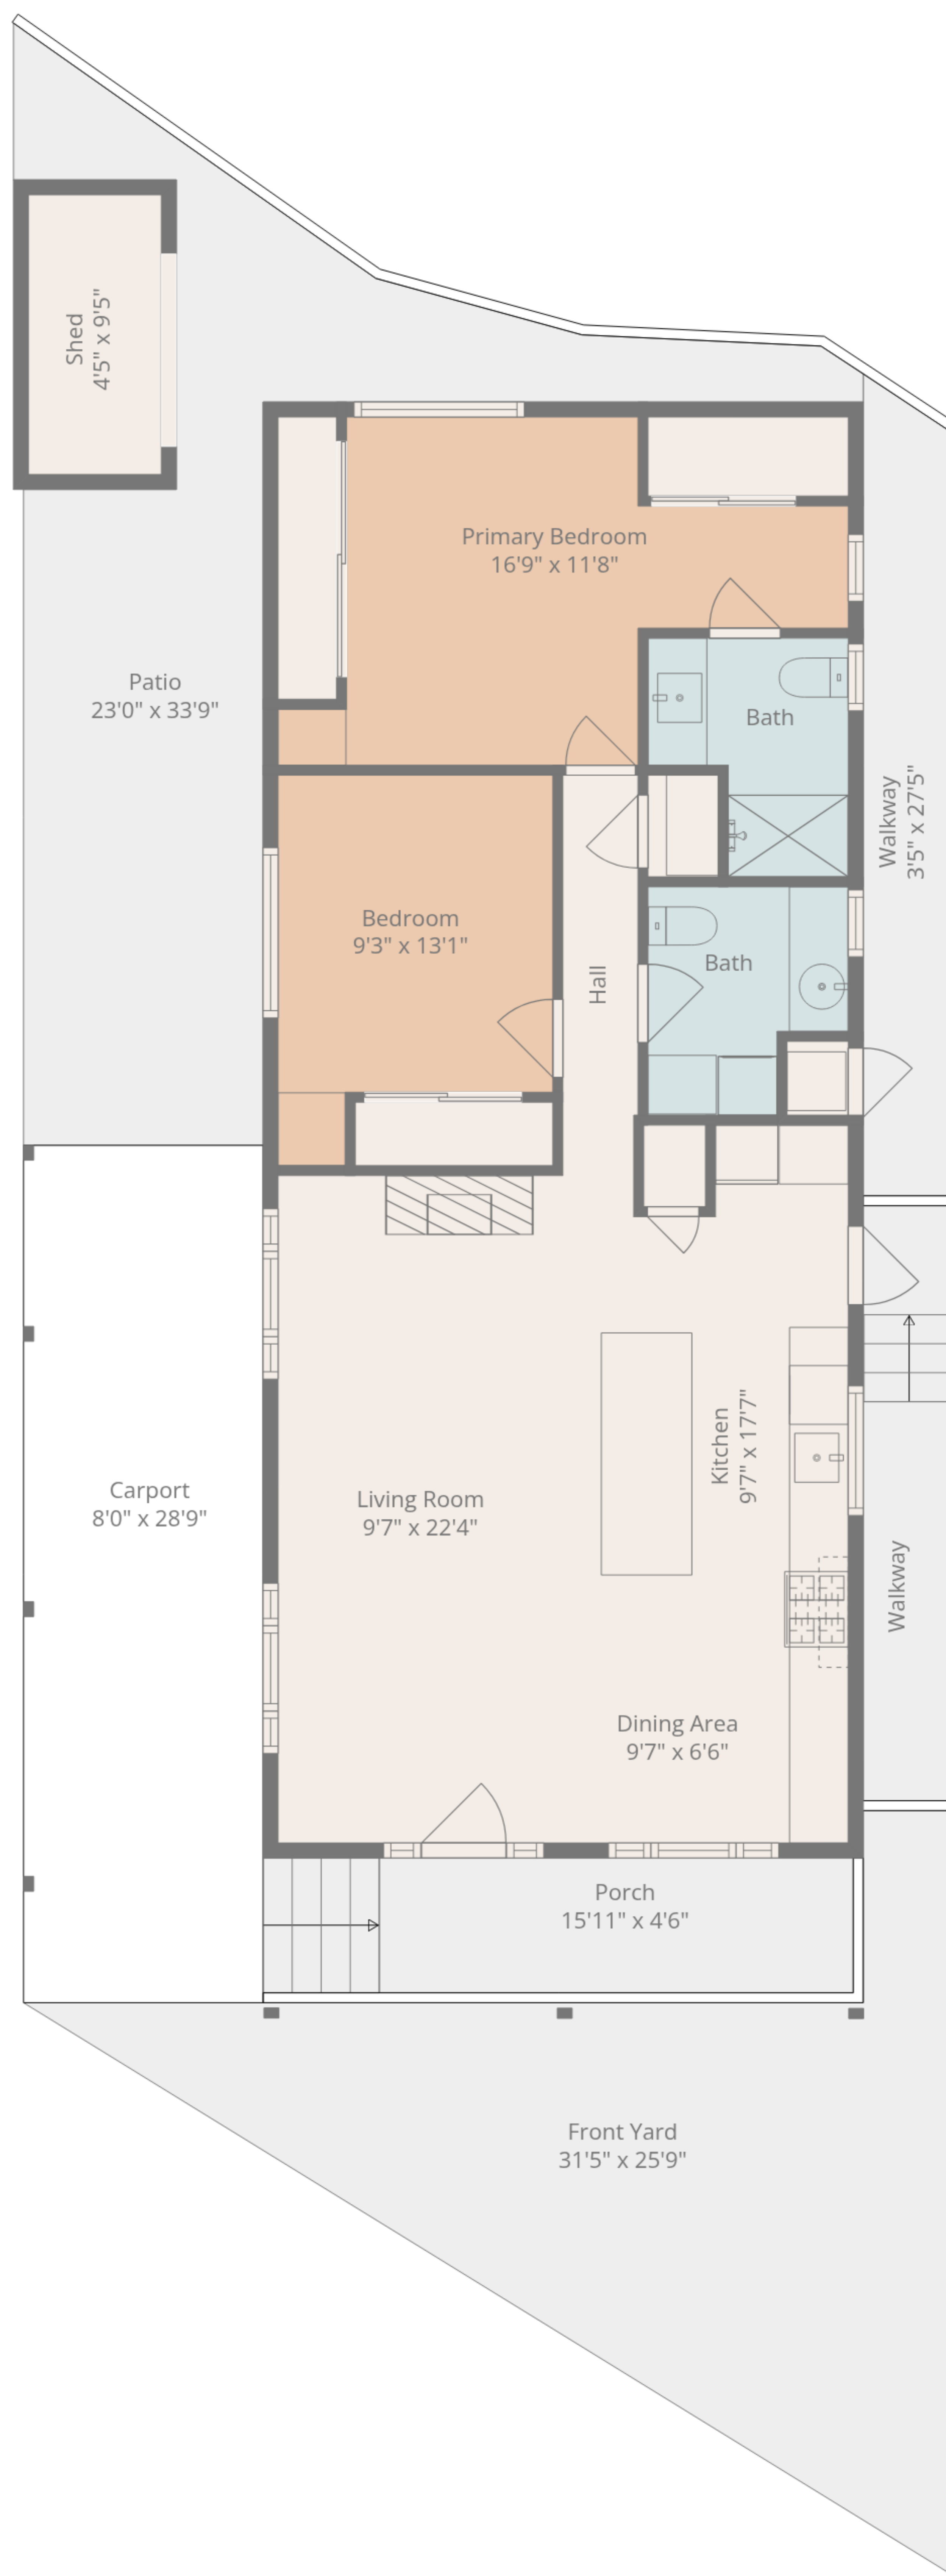 Shed
4'5" x 9'5"
Primary Bedroom
16'9" x 11'8"
Patio
23'0" x 33'9"
Bath
Walkway
3'5" x 27'5"
Bedroom
9'3" x 13'1"
Hall
Bath
Kitchen
9'7" x 17'7"
Carport
8'0" x 28'9"
Living Room
9'7" x 22'4"
Walkway
Dining Area
9'7" x 6'6"
Porch
15'11" x 4'6"
Front Yard
31'5" x 25'9"